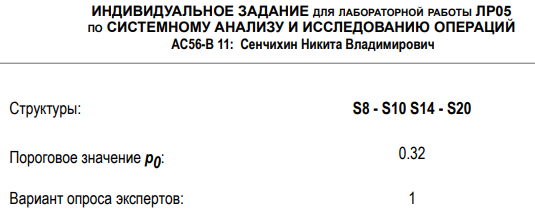 ИНДИВИДУАЛЬНОЕ ЗАДАНИЕ ДЛЯ ЛАБОРАТОРНОЙ РАБОТЫ ЛР05
ПО СИСТЕМНОМУ АНАЛИЗУ И ИССЛЕДОВАНИЮ ОПЕРАЦИЙ
АС56-В 11: Сенчихин Никита Владимирович
Структуры: S8 - S10 S14 - S20
Пороговое значение p0: 0.32
Вариант опроса экспертов: 1